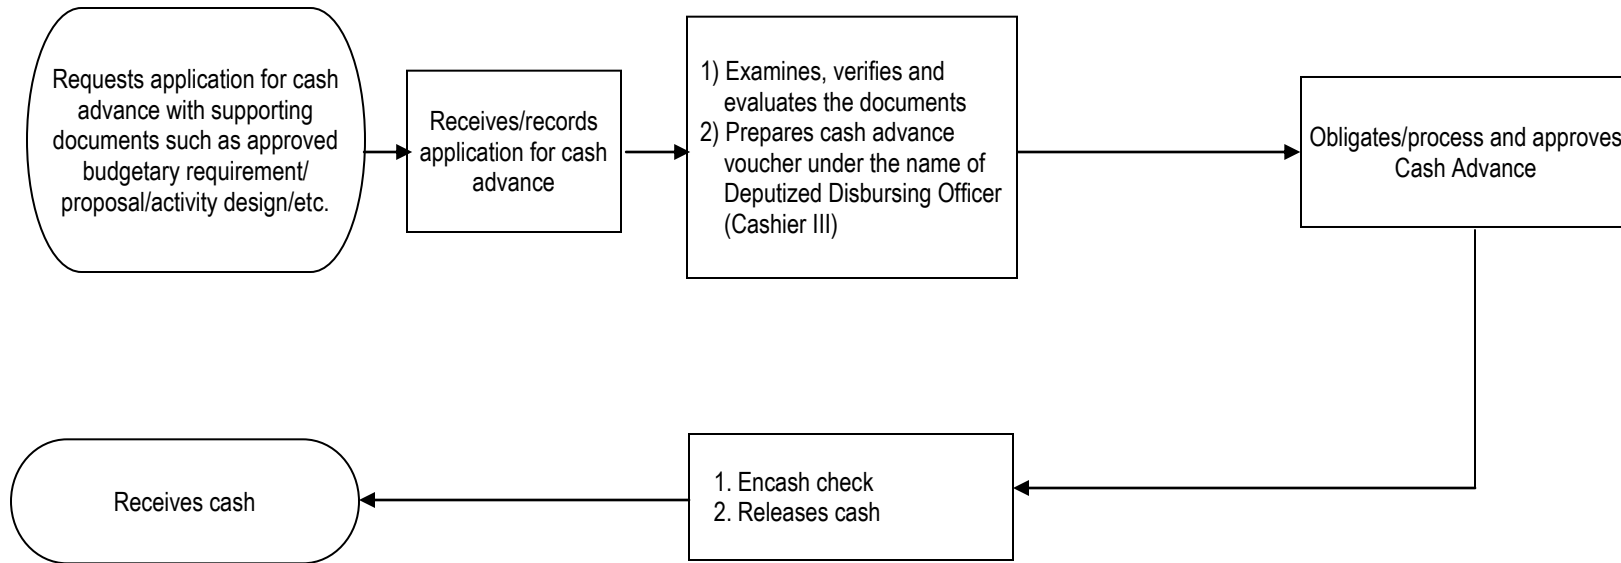 Requests application for cash
advance with supporting
documents such as approved
budgetary requirement/
proposal/activity design/etc.
Receives/records
application for cash
advance
1) Examines, verifies and
evaluates the documents
2) Prepares cash advance
voucher under the name of
Deputized Disbursing Officer
(Cashier III)
Obligates/process and approves
Cash Advance
1. Encash check
2. Releases cash
Receives cash